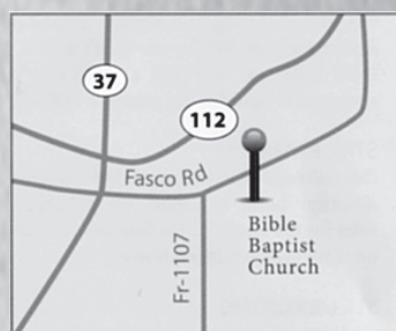 37
112
Fasco Rd
Bible
Baptist
Church
Fr-1107